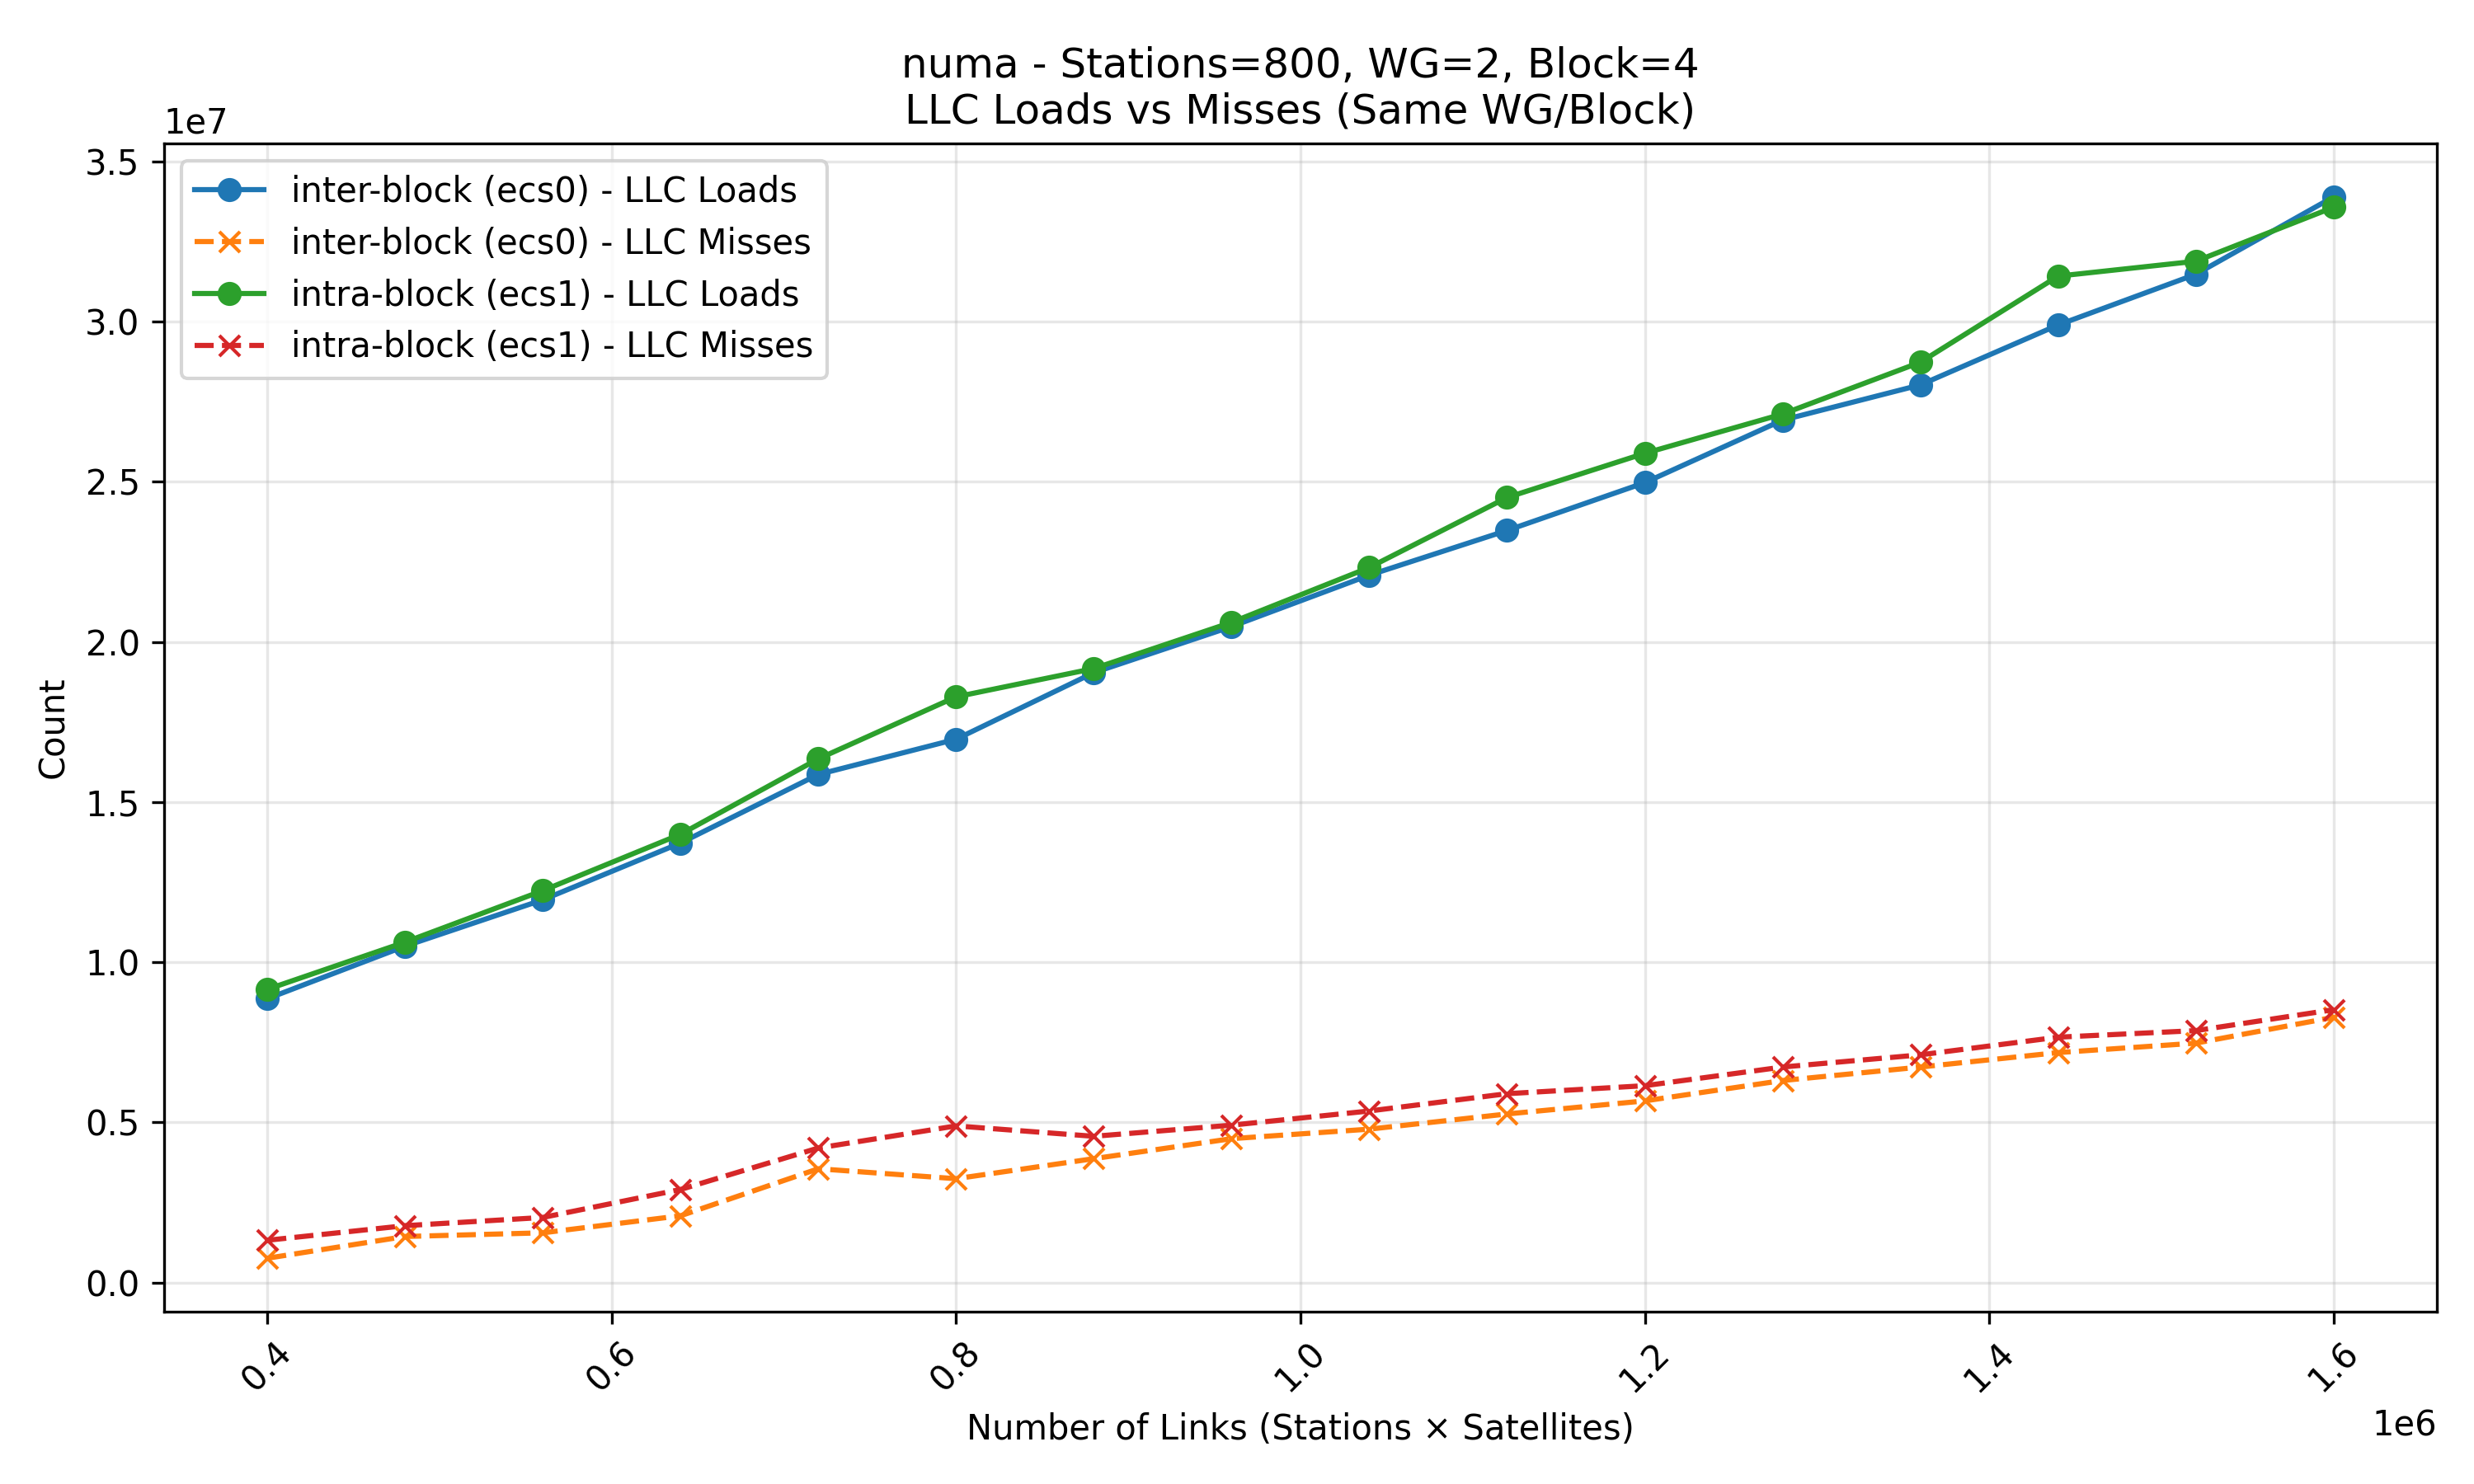 numa - Stations=800, WG=2, Block=4
LLC Loads vs Misses (Same WG/Block)
1e7
3.5
3.0
2.5
2.0
1.5
1.0
0.5
0.0
Count
inter-block (ecs0) - LLC Loads
inter-block (ecs0) - LLC Misses
intra-block (ecs1) - LLC Loads
intra-block (ecs1) - LLC Misses
0.4
0.6
0.8
1.0
1.2
1.4
1.6
1e6
Number of Links (Stations × Satellites)